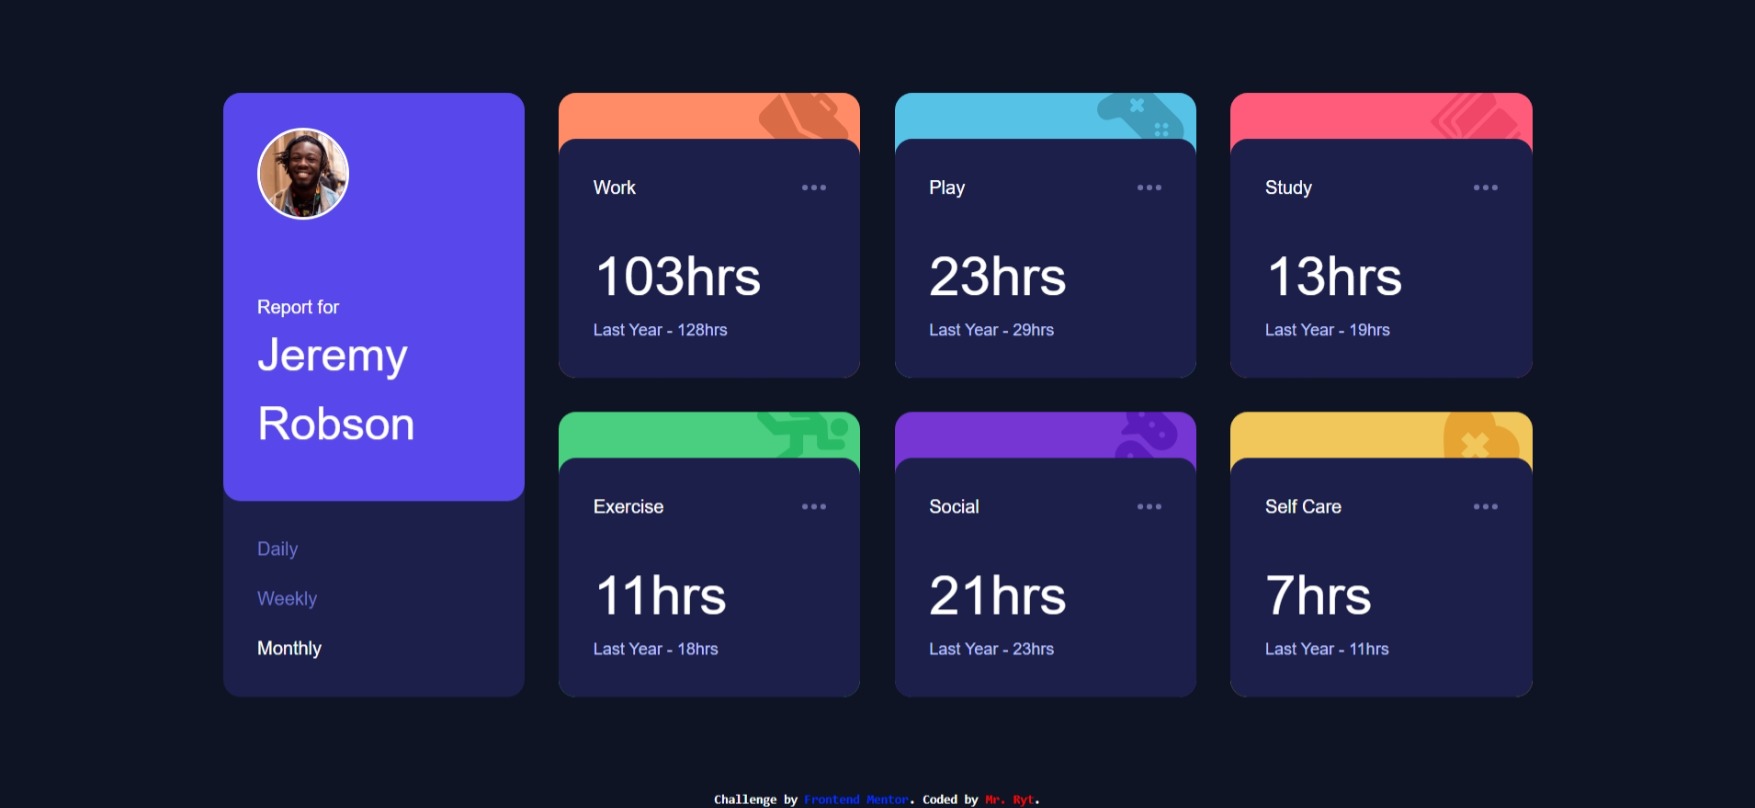 Report for
Jeremy
Robson
Daily
Weekly
Monthly
Work
103hrs
Last Year - 128hrs
Play
23hrs
Last Year - 29hrs
Study
13hrs
Last Year - 19hrs
Exercise
11hrs
Last Year - 18hrs
Social
21hrs
Last Year - 23hrs
Self Care
7hrs
Last Year - 11hrs
Challenge by Frontend Mentor. Coded by Mr. Ryt.